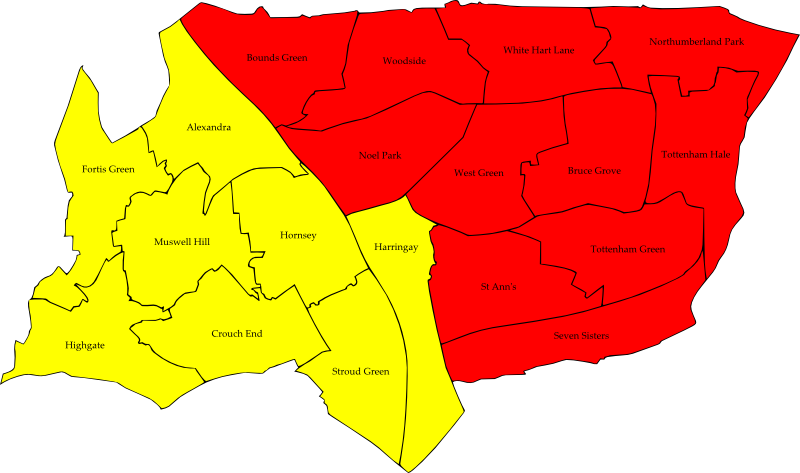 Northumberland Park
White Hart Lane
Bounds Green
Woodside
Alexandra
Noel Park
Tottenham Hale
Fortis Green
West Green
Bruce Grove
Muswell Hill
Hornsey
Harringay
Tottenham Green
St Ann's
Crouch End
Seven Sisters
Highgate
Stroud Green